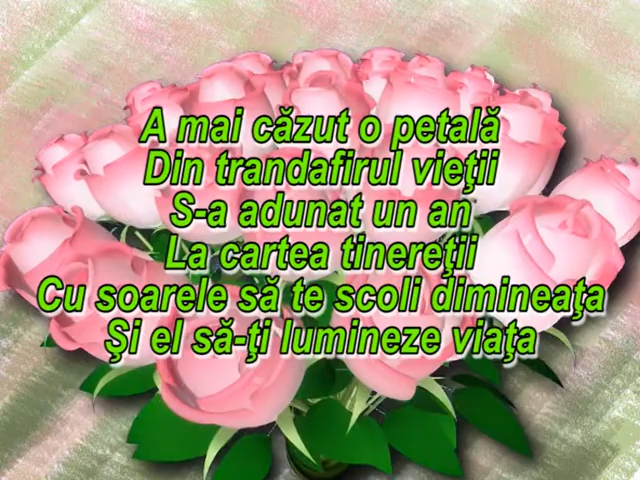 A mai căzut o petală
Din trandafirul vieţii
S-a adunat un an
La cartea tinereţii
Cu soarele să te scoli dimineaţa
Şi el să-ţi lumineze viaţa